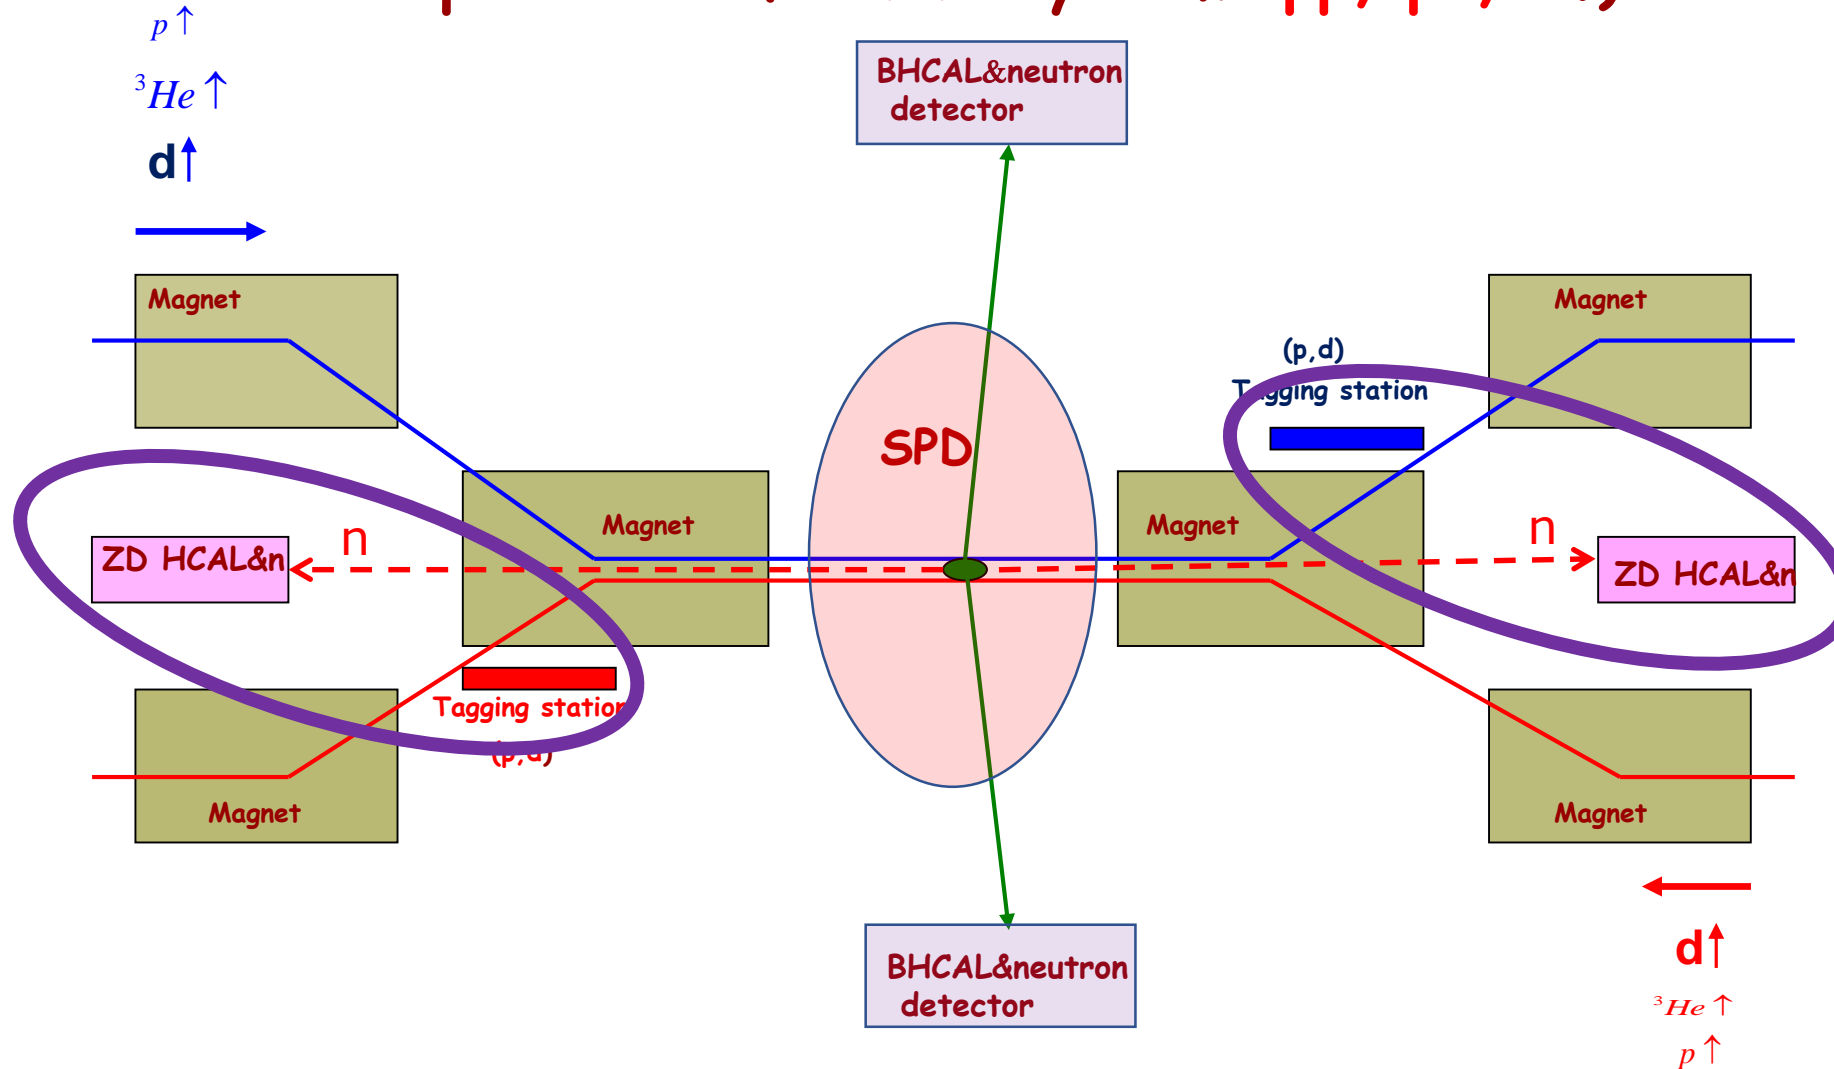 p ↑
³He ↑
d↑
BHCAL&neutron
detector
Magnet
Magnet
(p,d)
Tagging station
SPD
Magnet
Magnet
n
n
ZD HCAL&n
ZD HCAL&n
Tagging station
(p,d)
Magnet
Magnet
BHCAL&neutron
detector
d↑
³He ↑
p ↑